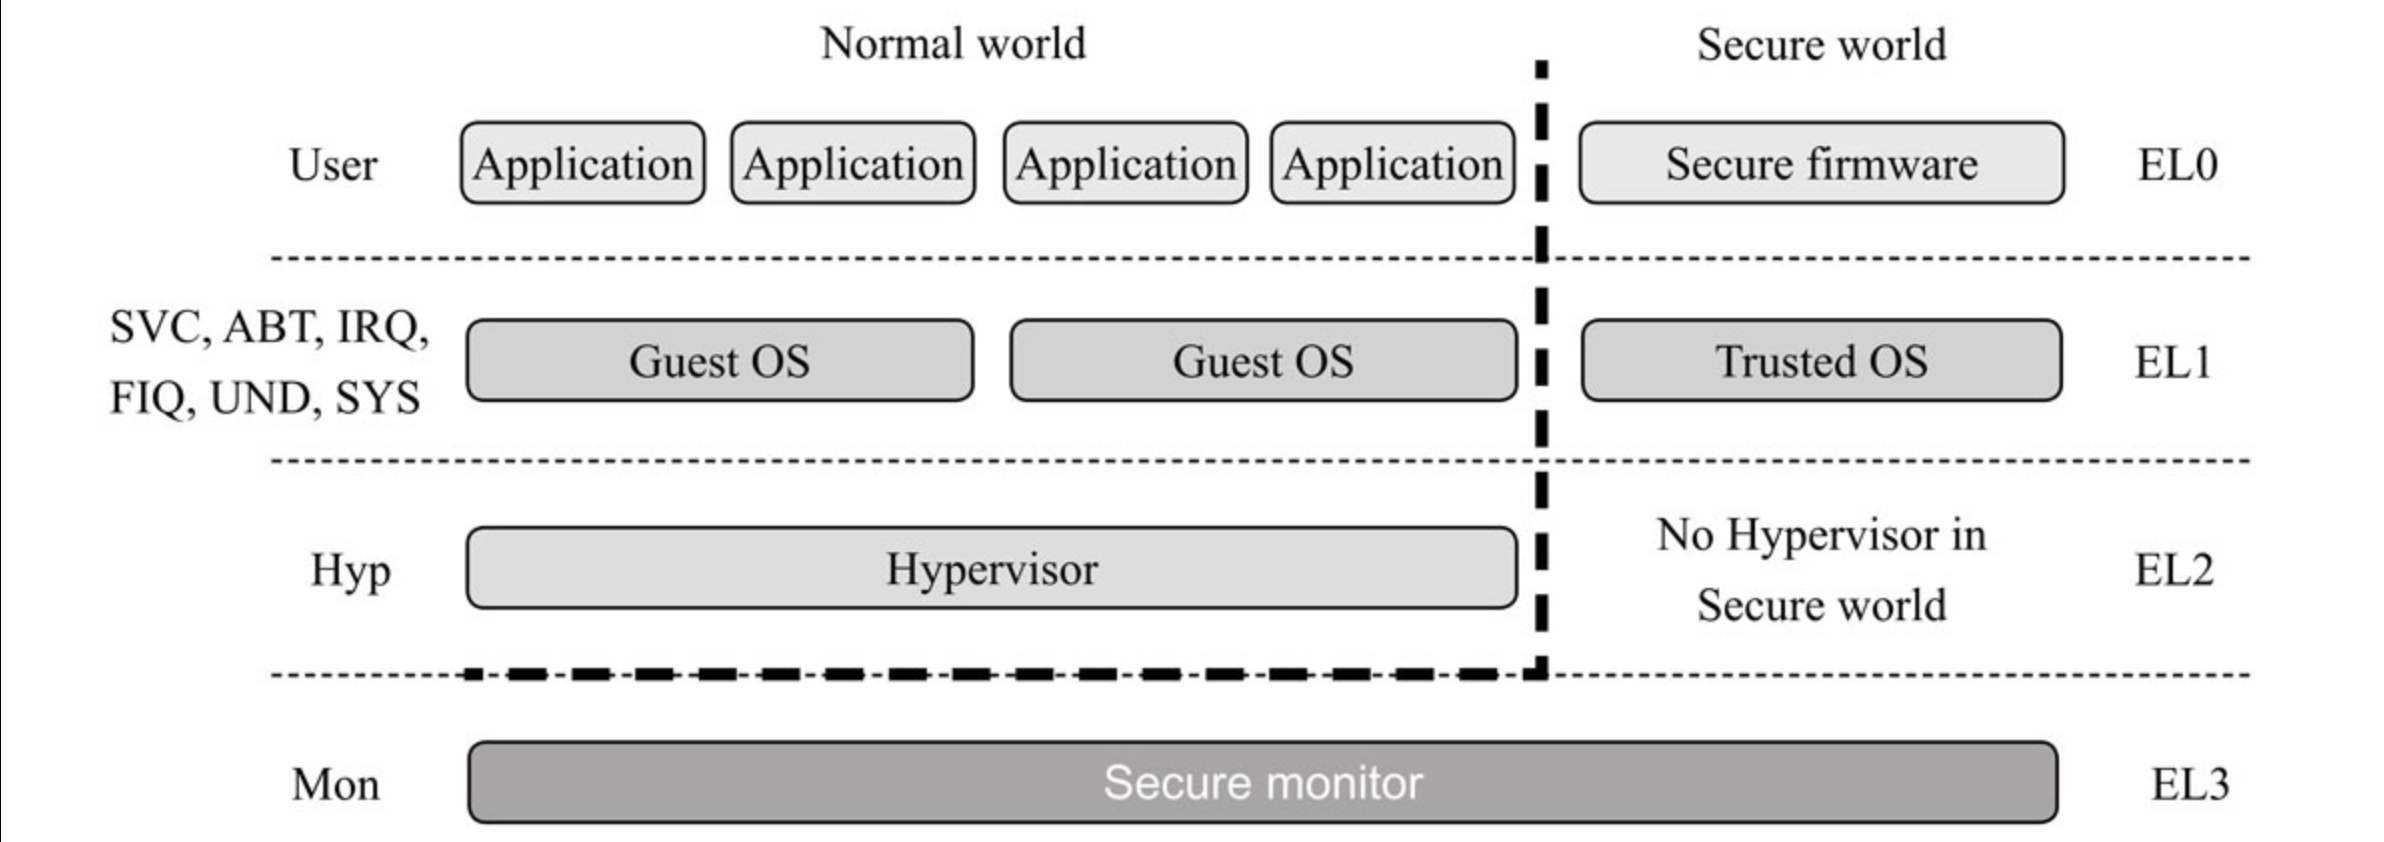 Normal world
Secure world
User
Application
Application
Application
Application
Secure firmware
EL0
SVC, ABT, IRQ,
FIQ, UND, SYS
Guest OS
Guest OS
Trusted OS
EL1
Hyp
Hypervisor
No Hypervisor in
Secure world
EL2
Mon
Secure monitor
EL3